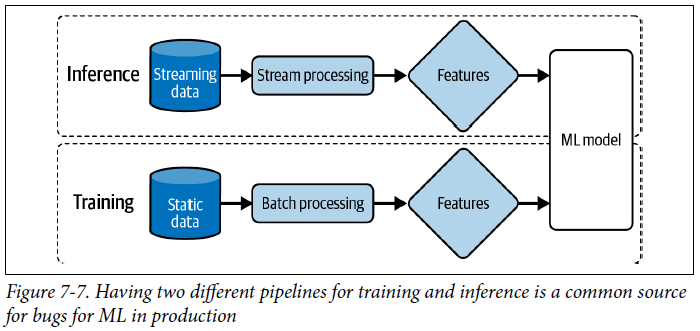 Inference
Streaming
data
Stream processing
Features
ML model
Training
Static
data
Batch processing
Features
Figure 7-7. Having two different pipelines for training and inference is a common source
for bugs for ML in production